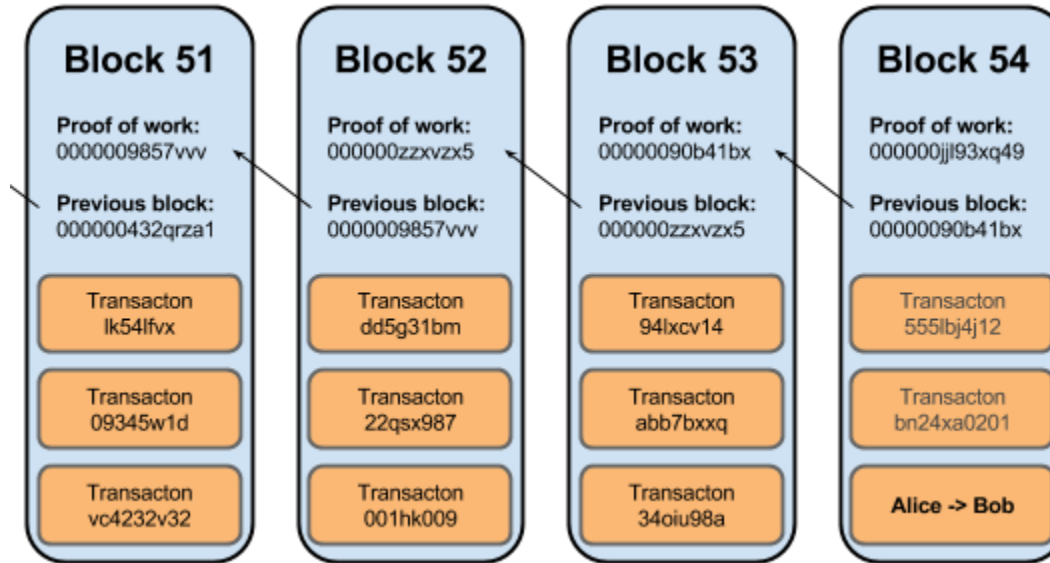 Block 51
Proof of work:
0000009857vvv
Previous block:
000000432qrza1
Transacton
lk54lfvx
Transacton
09345w1d
Transacton
vc4232v32
Block 52
Proof of work:
000000zzxvzx5
Previous block:
0000009857vvv
Transacton
dd5g31bm
Transacton
22qsx987
Transacton
001hk009
Block 53
Proof of work:
00000090b41bx
Previous block:
000000zzxvzx5
Transacton
94lxcv14
Transacton
abb7bxxq
Transacton
34oiu98a
Block 54
Proof of work:
000000jjl93xq49
Previous block:
00000090b41bx
Transacton
555lbj4j12
Transacton
bn24xa0201
Alice -> Bob